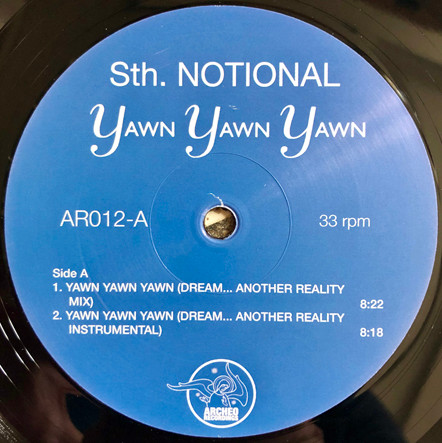 Sth. NOTIONAL
YAWN YAWN YAWN
AR012-A 33 rpm
Side A
1. YAWN YAWN YAWN (DREAM... ANOTHER REALITY
MIX) 8:22
2. YAWN YAWN YAWN (DREAM... ANOTHER REALITY
INSTRUMENTAL) 8:18
ARCHEO
RECORDINGS